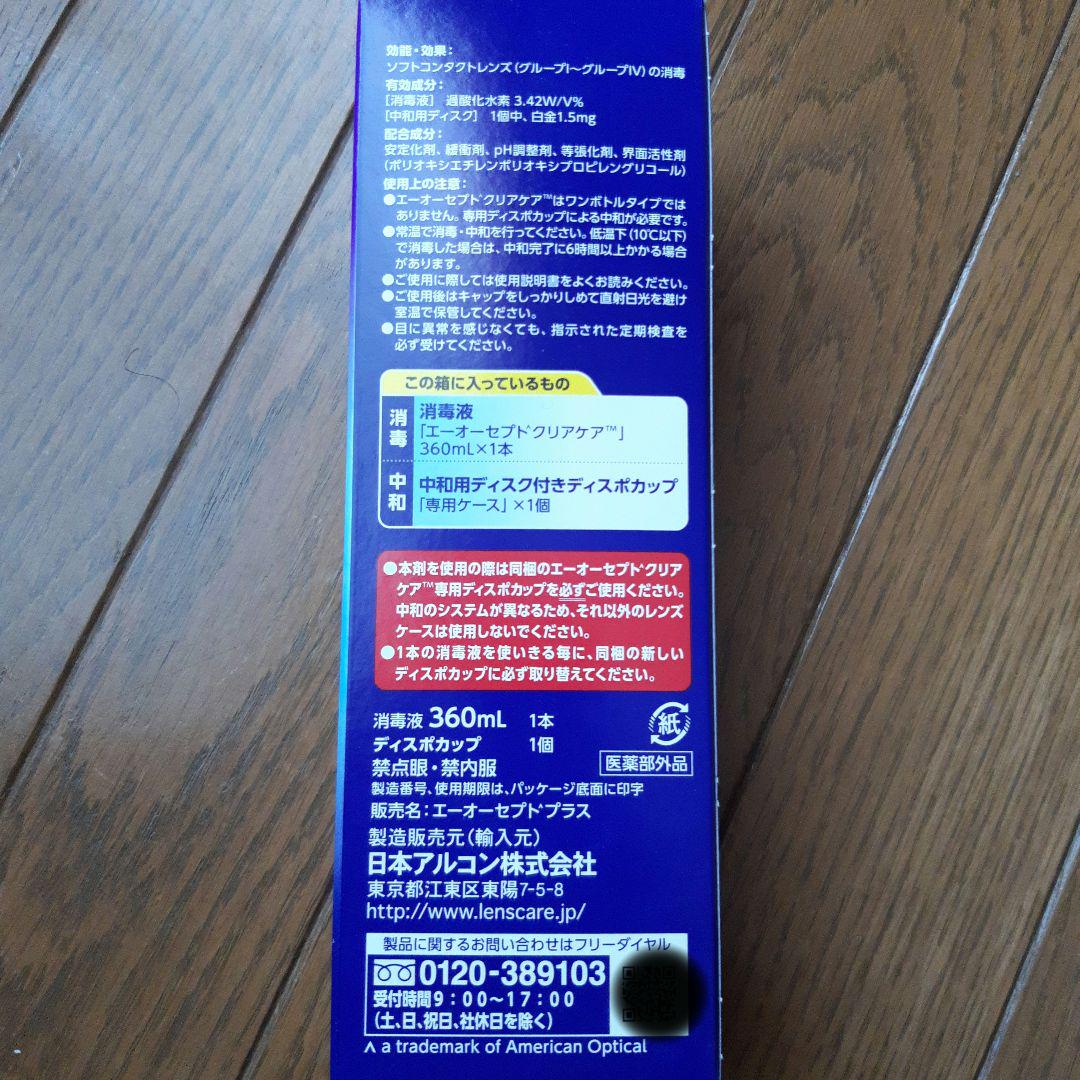 効能・効果：
ソフトコンタクトレンズ（グループⅠ～グループⅣ）の消毒
有効成分：
［消毒液］ 過酸化水素 3.42W/V%
［中和用ディスク］ 1個中、白金1.5mg
配合成分：
安定化剤、緩衝剤、pH調整剤、等張化剤、界面活性剤
（ポリオキシエチレンポリオキシプロピレングリコール）
使用上の注意：
●エーオーセプト^クリアケア™はワンボトルタイプでは
ありません。専用ディスポカップによる中和が必要です。
●常温で消毒・中和を行ってください。低温下（10℃以下）
で消毒した場合は、中和完了に6時間以上かかる場合
があります。
●ご使用に際しては使用説明書をよくお読みください。
●ご使用後はキャップをしっかりしめて直射日光を避け
室温で保管してください。
●目に異常を感じなくても、指示された定期検査を
必ず受けてください。
この箱に入っているもの
消毒
消毒液
「エーオーセプト^クリアケア™」
360mL×1本
中和
中和用ディスク付きディスポカップ
「専用ケース」×1個
●本剤を使用の際は同梱のエーオーセプト^クリア
ケア™専用ディスポカップを必ずご使用ください。
中和のシステムが異なるため、それ以外のレンズ
ケースは使用しないでください。
●1本の消毒液を使いきる毎に、同梱の新しい
ディスポカップに必ず取り替えてください。
消毒液 360mL 1本
ディスポカップ 1個
紙
禁点眼・禁内服
医薬部外品
製造番号、使用期限は、パッケージ底面に印字
販売名：エーオーセプト^プラス
製造販売元（輸入元）
日本アルコン株式会社
東京都江東区東陽7-5-8
http://www.lenscare.jp/
製品に関するお問い合わせはフリーダイヤル
0120-389103
受付時間9：00～17：00
（土、日、祝日、社休日を除く）
^ a trademark of American Optical